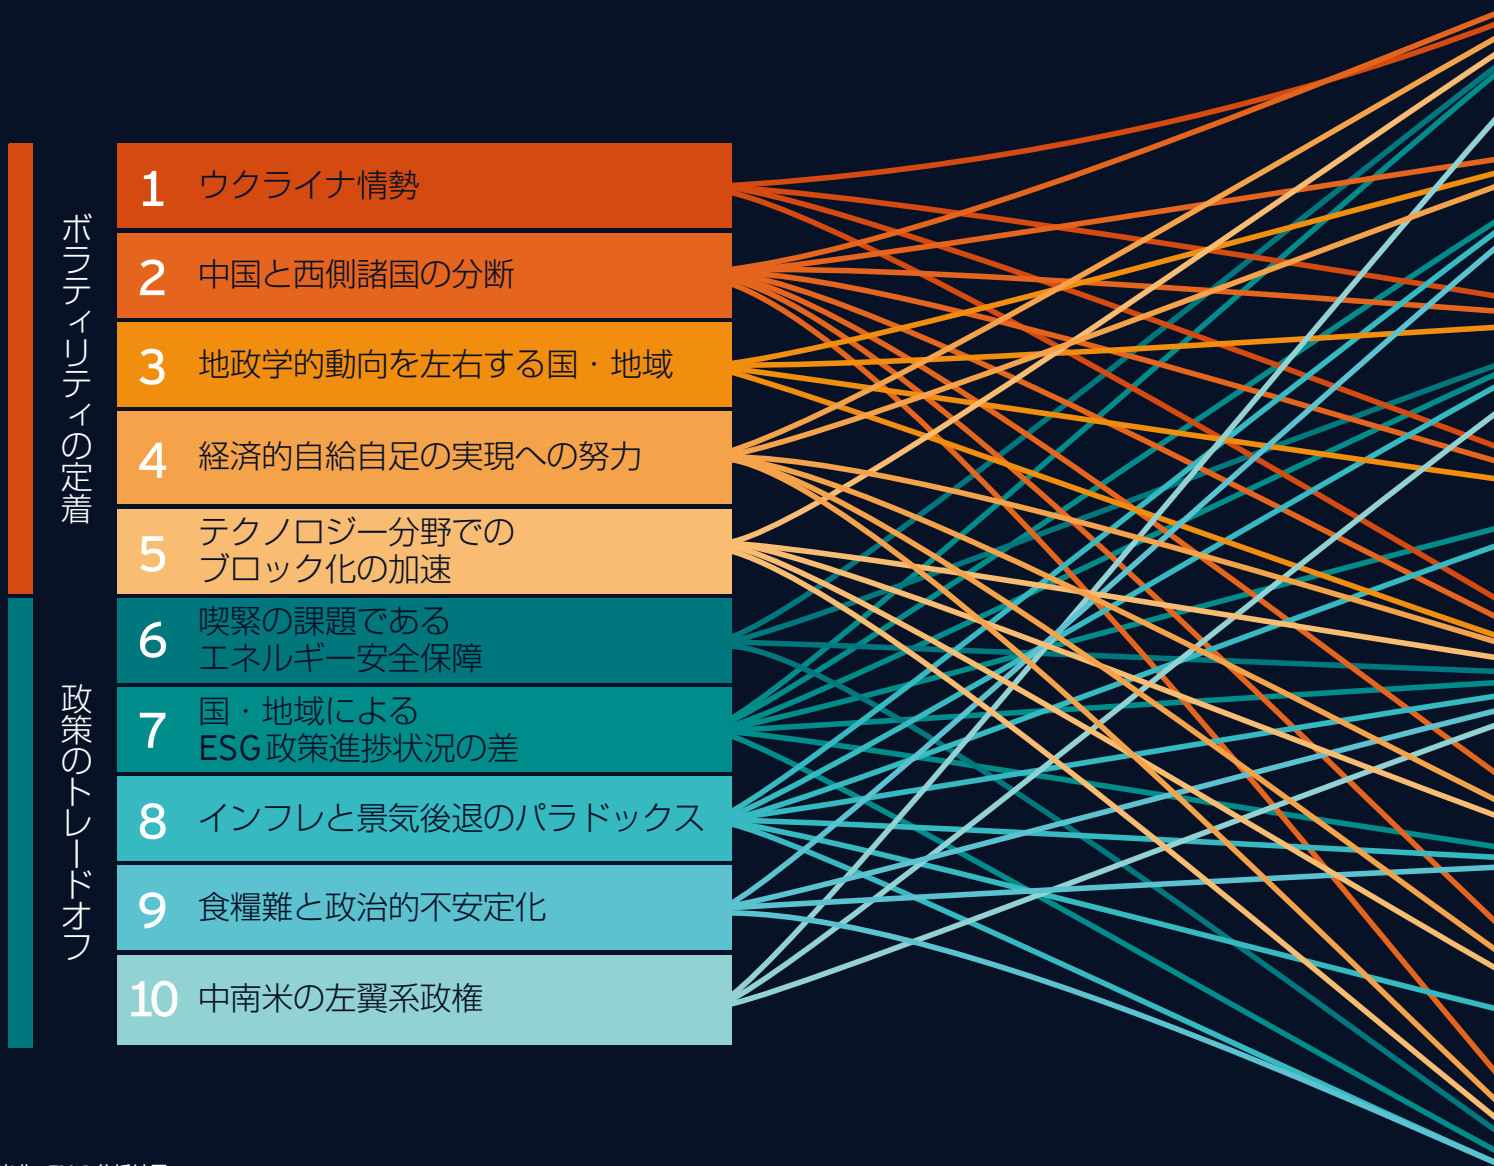 ボラティリティの定着
1 ウクライナ情勢
2 中国と西側諸国の分断
3 地政学的動向を左右する国・地域
4 経済的自給自足の実現への努力
5 テクノロジー分野での
ブロック化の加速
政策のトレードオフ
6 喫緊の課題である
エネルギー安全保障
7 国・地域による
ESG政策進捗状況の差
8 インフレと景気後退のパラドックス
9 食糧難と政治的不安定化
10 中南米の左翼系政権